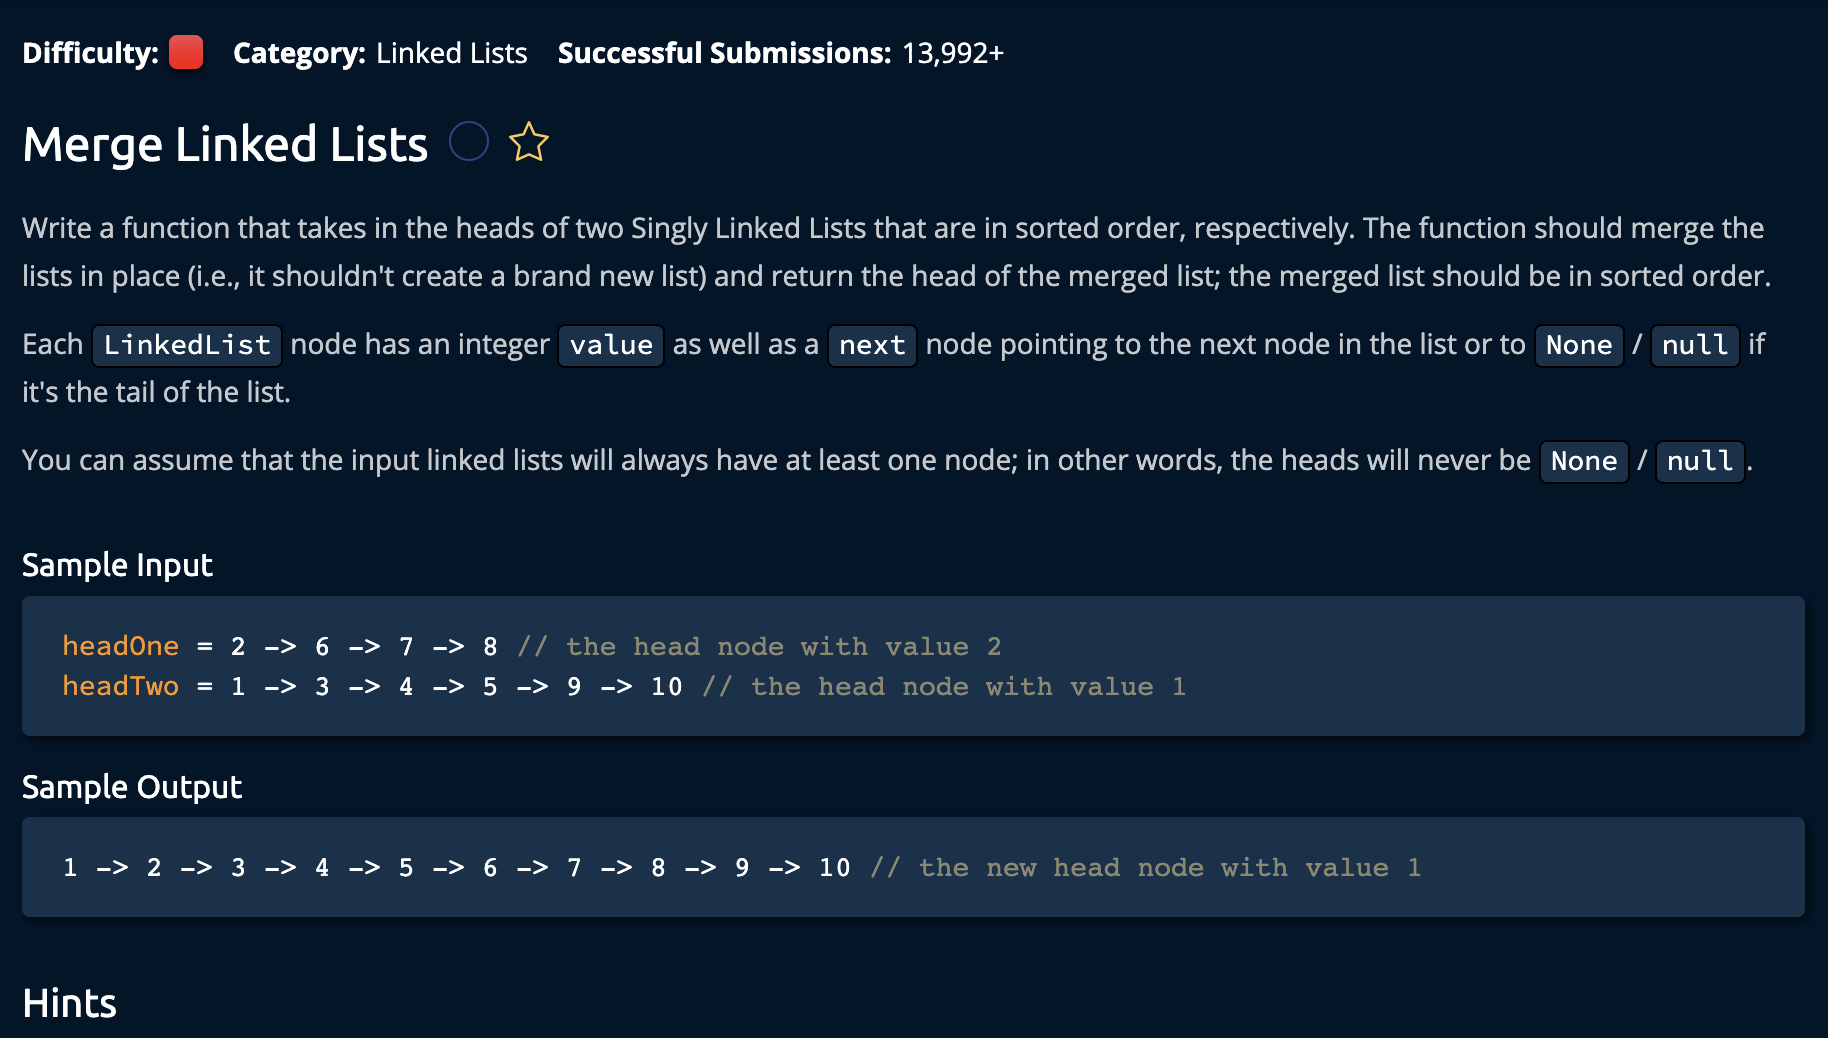 Difficulty: Category: Linked Lists Successful Submissions: 13,992+
Merge Linked Lists
Write a function that takes in the heads of two Singly Linked Lists that are in sorted order, respectively. The function should merge the
lists in place (i.e., it shouldn't create a brand new list) and return the head of the merged list; the merged list should be in sorted order.
Each LinkedList node has an integer value as well as a next node pointing to the next node in the list or to None / null if
it's the tail of the list.
You can assume that the input linked lists will always have at least one node; in other words, the heads will never be None / null.
Sample Input
headOne = 2 -> 6 -> 7 -> 8 // the head node with value 2
headTwo = 1 -> 3 -> 4 -> 5 -> 9 -> 10 // the head node with value 1
Sample Output
1 -> 2 -> 3 -> 4 -> 5 -> 6 -> 7 -> 8 -> 9 -> 10 // the new head node with value 1
Hints